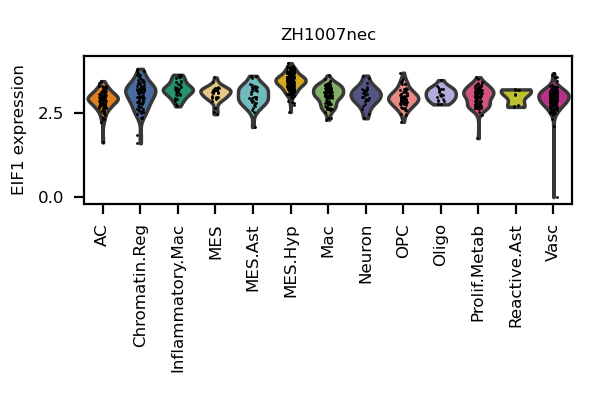 ZH1007nec
EIF1 expression
2.5
0.0
AC
Chromatin.Reg
Inflammatory.Mac
MES
MES.Ast
MES.Hyp
Mac
Neuron
OPC
Oligo
Prolif.Metab
Reactive.Ast
Vasc